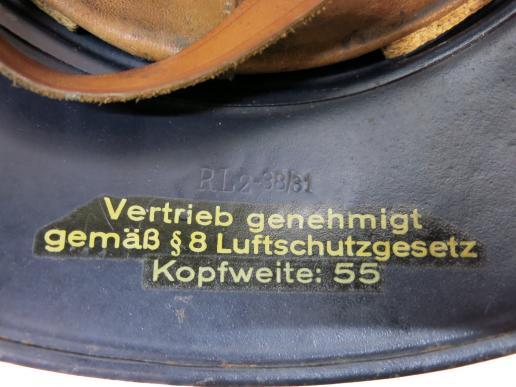 RL2-38/31
Vertrieb genehmigt
gemäß § 8 Luftschutzgesetz
Kopfweite: 55